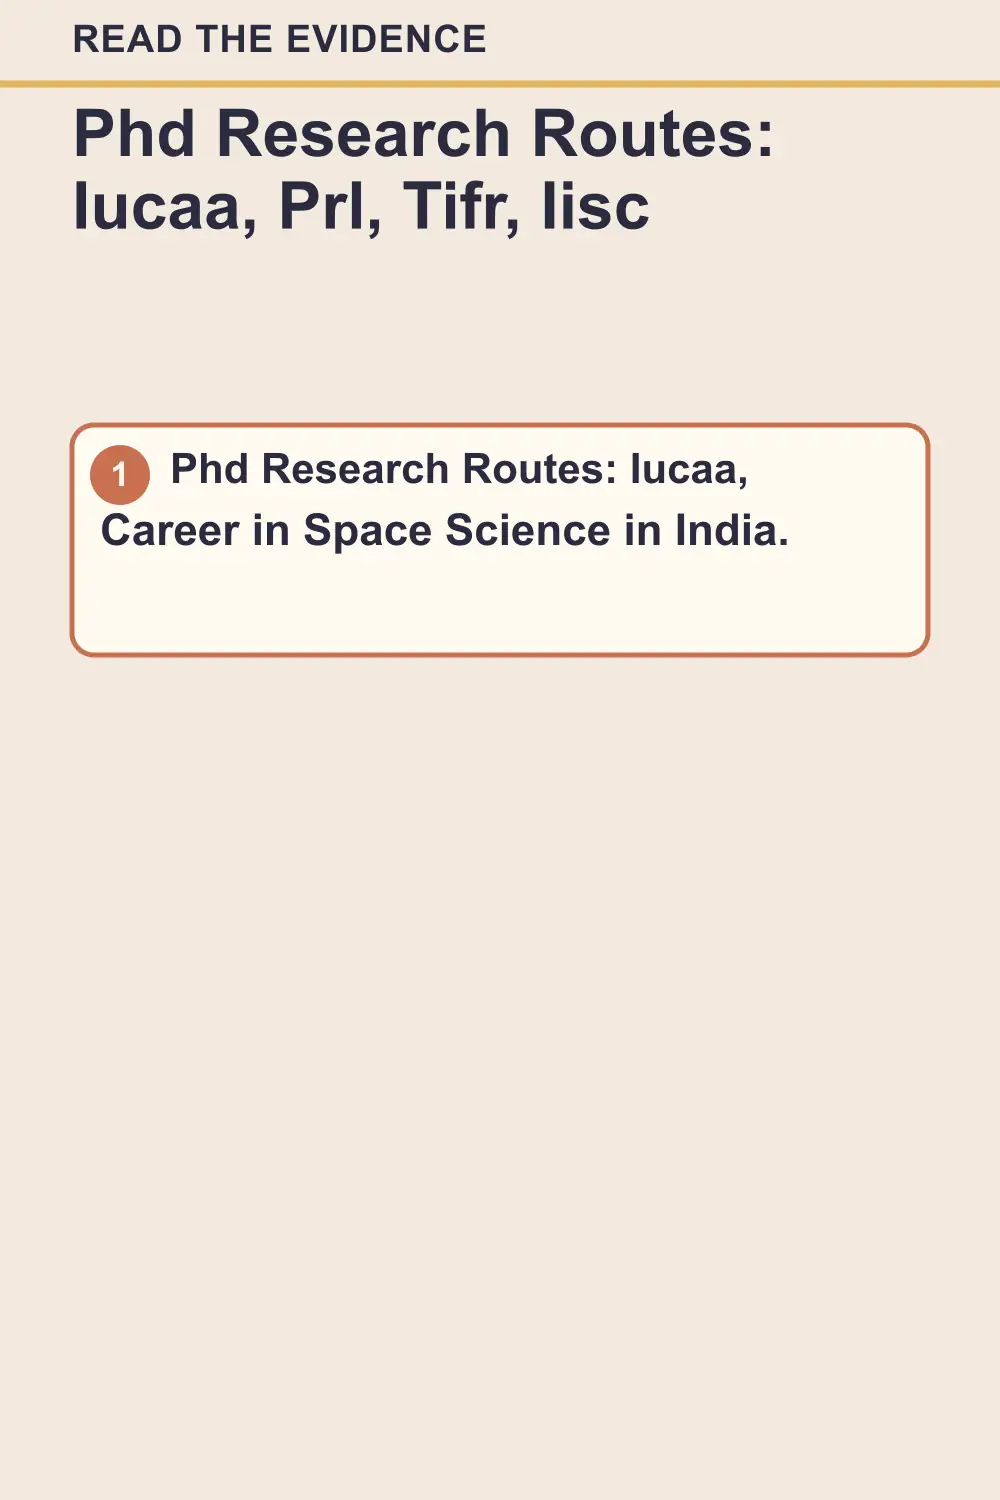 READ THE EVIDENCE
Phd Research Routes:
Iucaa, Prl, Tifr, Iisc
1 Phd Research Routes: Iucaa,
Career in Space Science in India.